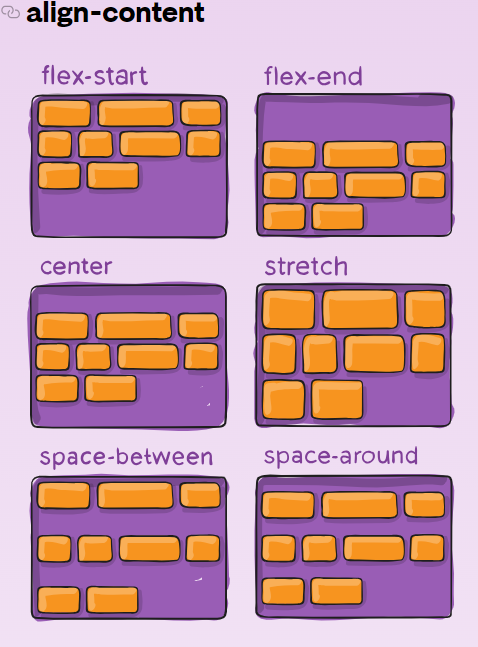 align-content
flex-start
flex-end
center
stretch
space-between
space-around